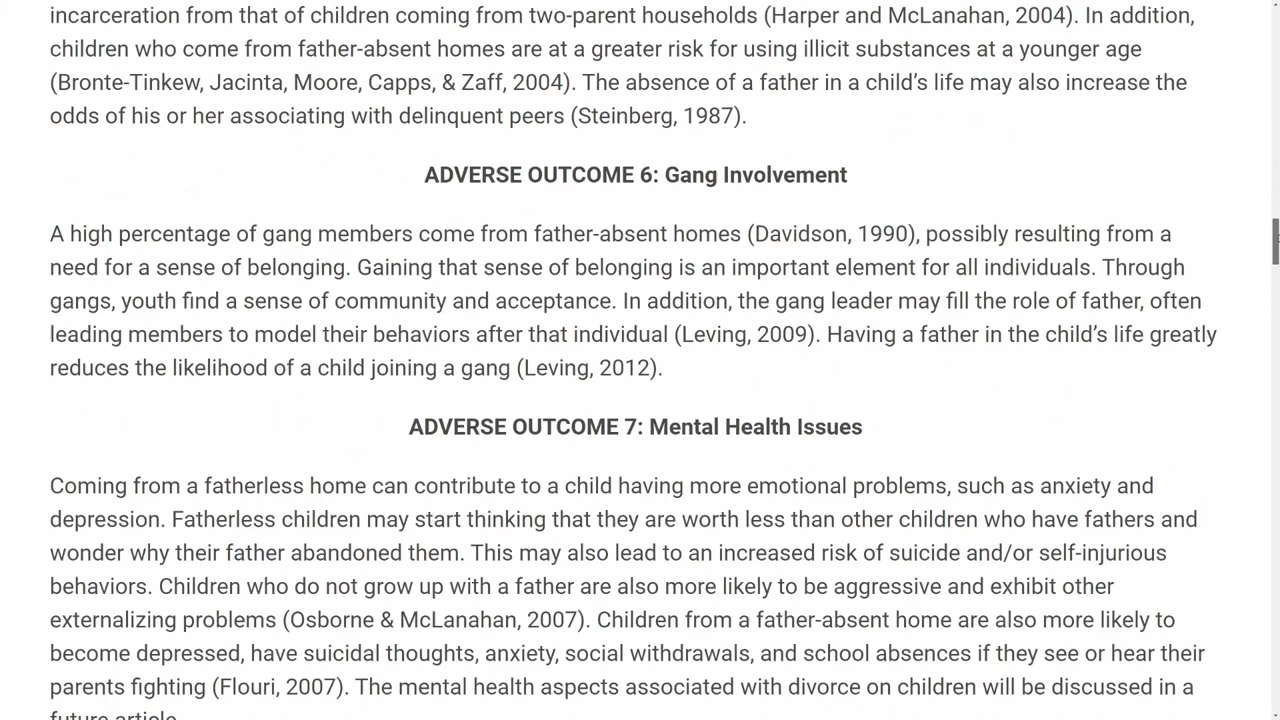 incarceration from that of children coming from two-parent households (Harper and McLanahan, 2004). In addition,
children who come from father-absent homes are at a greater risk for using illicit substances at a younger age
(Bronte-Tinkew, Jacinta, Moore, Capps, & Zaff, 2004). The absence of a father in a child’s life may also increase the
odds of his or her associating with delinquent peers (Steinberg, 1987).
ADVERSE OUTCOME 6: Gang Involvement
A high percentage of gang members come from father-absent homes (Davidson, 1990), possibly resulting from a
need for a sense of belonging. Gaining that sense of belonging is an important element for all individuals. Through
gangs, youth find a sense of community and acceptance. In addition, the gang leader may fill the role of father, often
leading members to model their behaviors after that individual (Leving, 2009). Having a father in the child’s life greatly
reduces the likelihood of a child joining a gang (Leving, 2012).
ADVERSE OUTCOME 7: Mental Health Issues
Coming from a fatherless home can contribute to a child having more emotional problems, such as anxiety and
depression. Fatherless children may start thinking that they are worth less than other children who have fathers and
wonder why their father abandoned them. This may also lead to an increased risk of suicide and/or self-injurious
behaviors. Children who do not grow up with a father are also more likely to be aggressive and exhibit other
externalizing problems (Osborne & McLanahan, 2007). Children from a father-absent home are also more likely to
become depressed, have suicidal thoughts, anxiety, social withdrawals, and school absences if they see or hear their
parents fighting (Flouri, 2007). The mental health aspects associated with divorce on children will be discussed in a
future article.